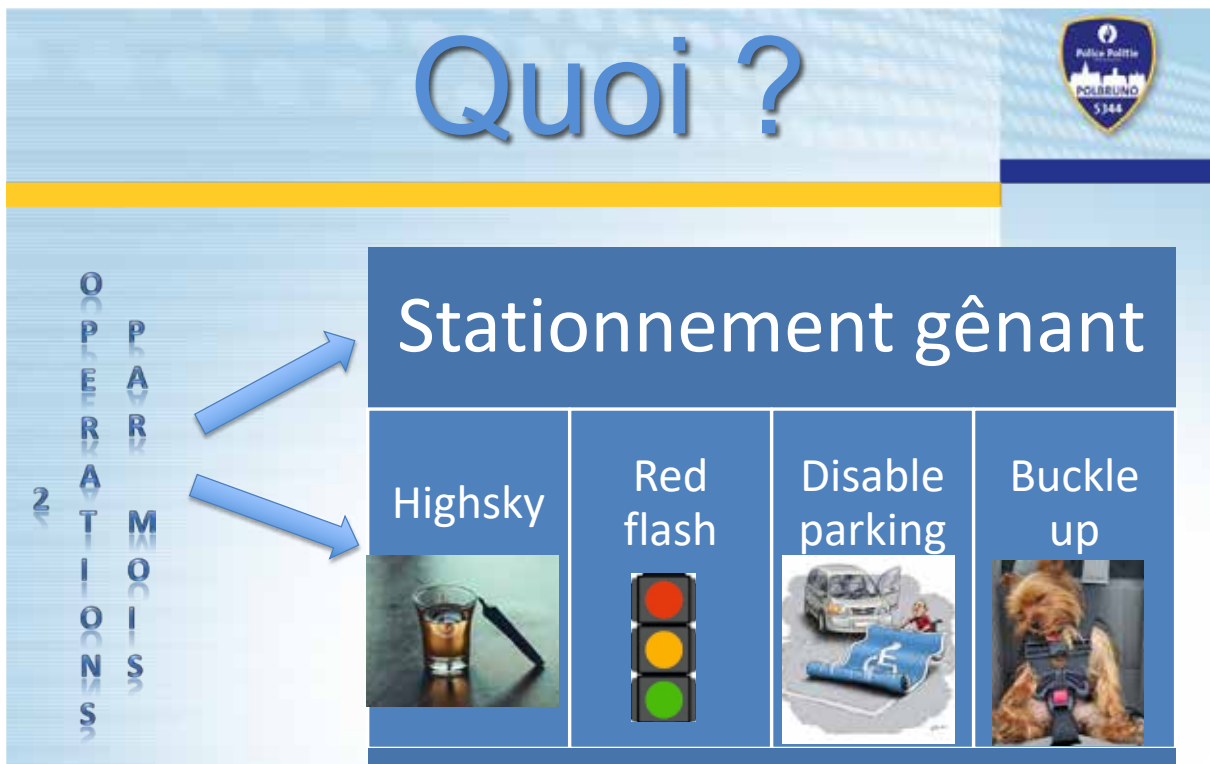 Quoi ?
Police Politie
POLBRUNO
5344
2
OPERATIONS
PAR MOIS
Stationnement gênant
Highsky
Red
flash
Disable
parking
Buckle
up